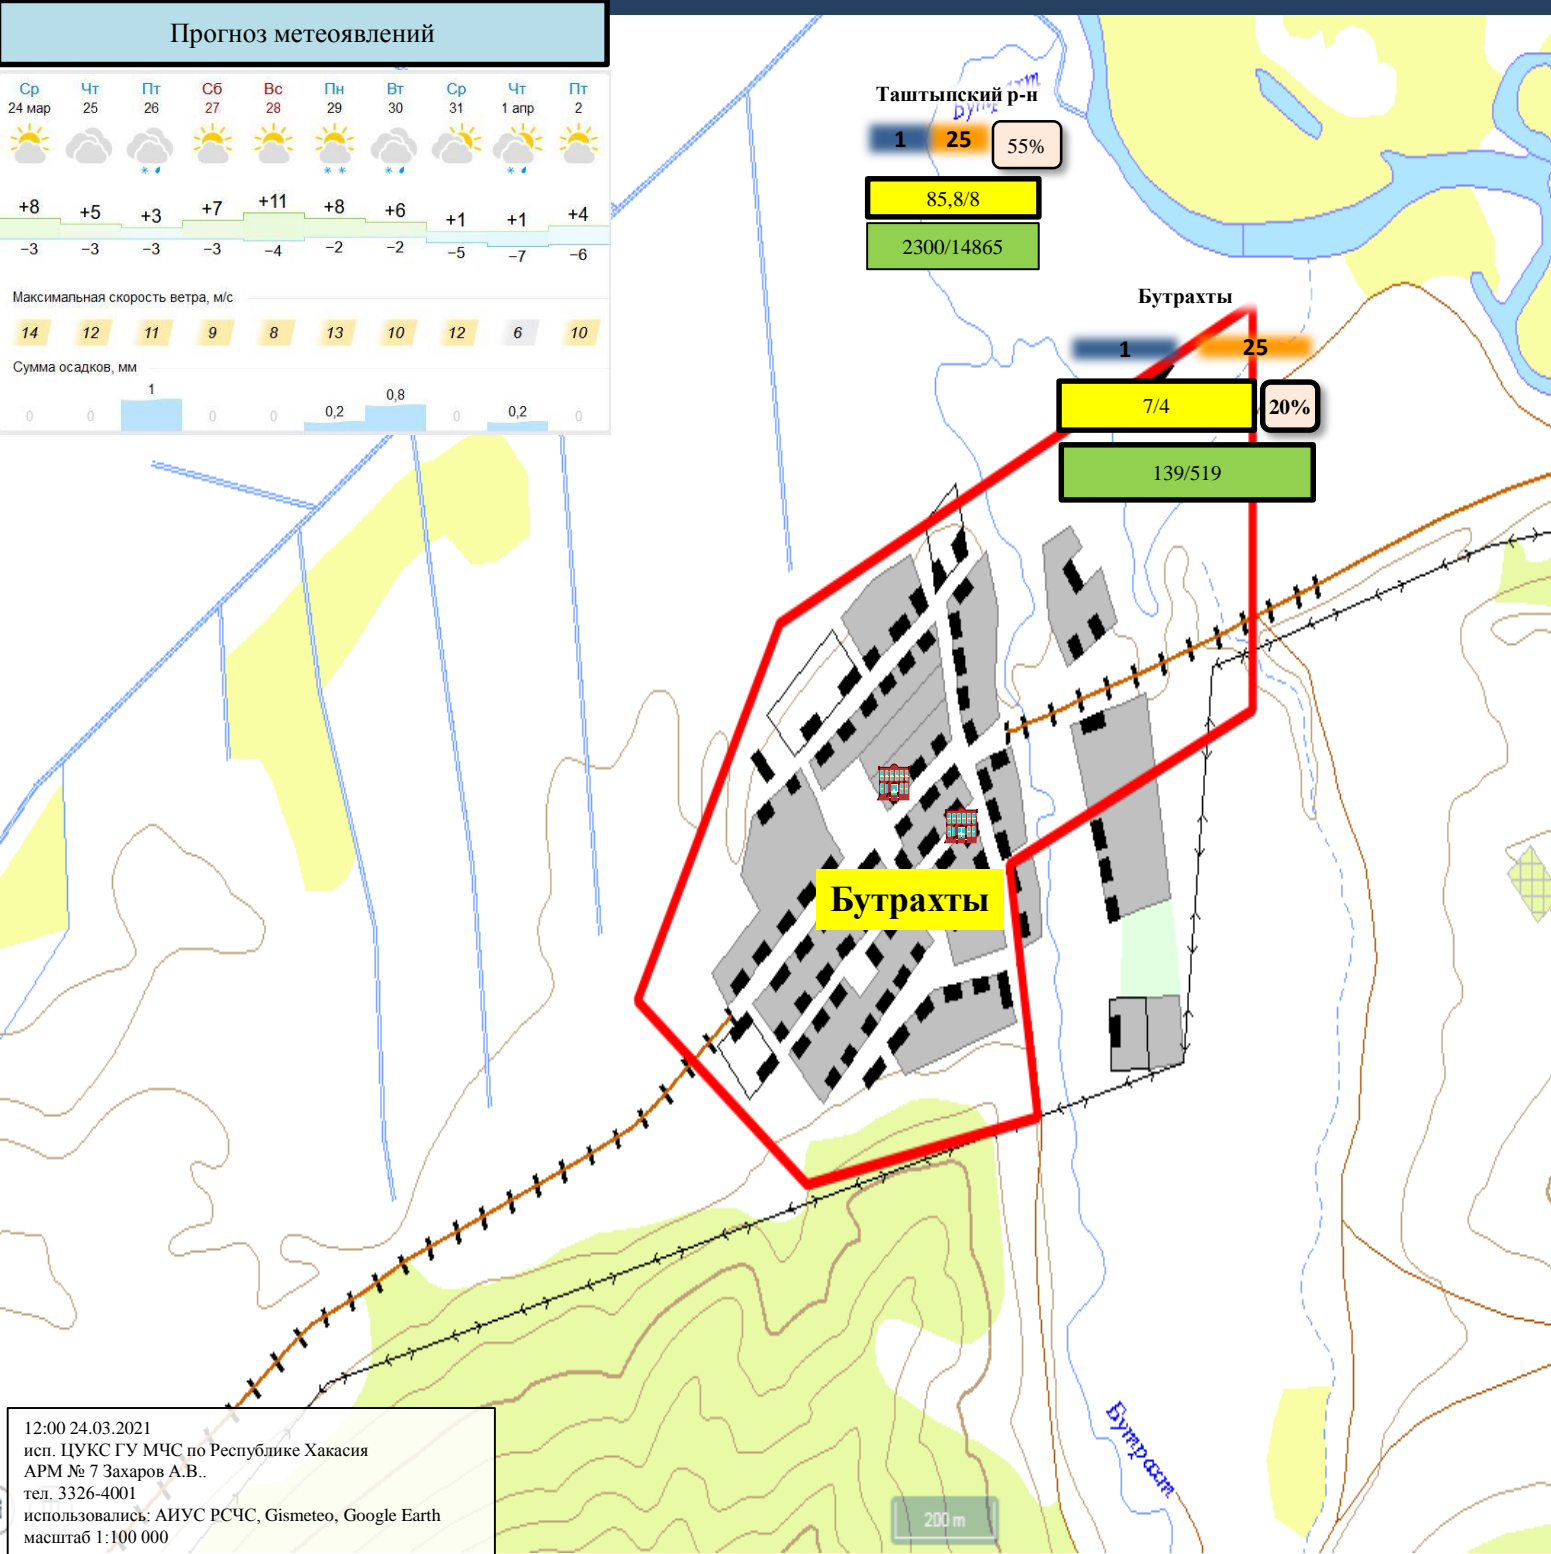 Прогноз метеоявлений
Ср Чт Пт Сб Вс Пн Вт Ср Чт Пт
24 мар 25 26 27 28 29 30 31 1 апр 2
+8 +5 +3 +7 +11 +8 +6 +1 +1 +4
−3 −3 −3 −3 −4 −2 −2 −5 −7 −6
Максимальная скорость ветра, м/с
14 12 11 9 8 13 10 12 6 10
Сумма осадков, мм
0 0 1 0 0 0,2 0,8 0 0,2 0
Таштыпский р-н
1 25 55%
85,8/8
2300/14865
Бутрахты
1 25
7/4 20%
139/519
Бутрахты
Бутрахт
200 m
12:00 24.03.2021
исп. ЦУКС ГУ МЧС по Республике Хакасия
АРМ № 7 Захаров А.В..
тел. 3326-4001
использовались: АИУС РСЧС, Gismeteo, Google Earth
масштаб 1:100 000